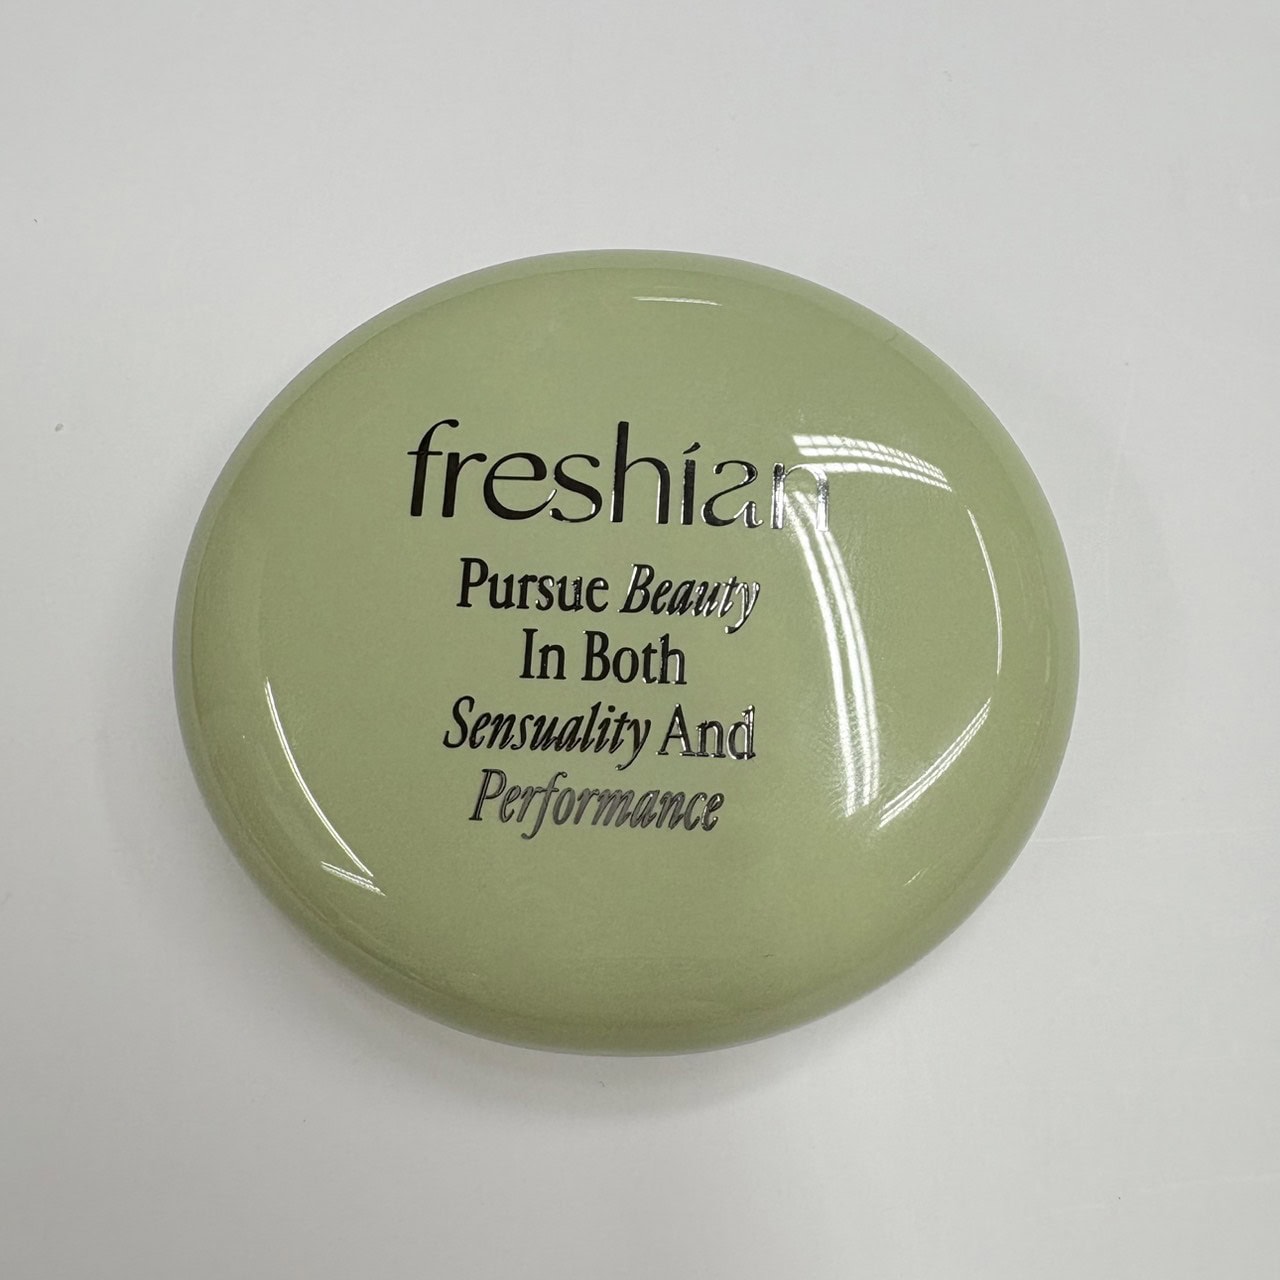 freshian
Pursue Beauty
In Both
Sensuality And
Performance